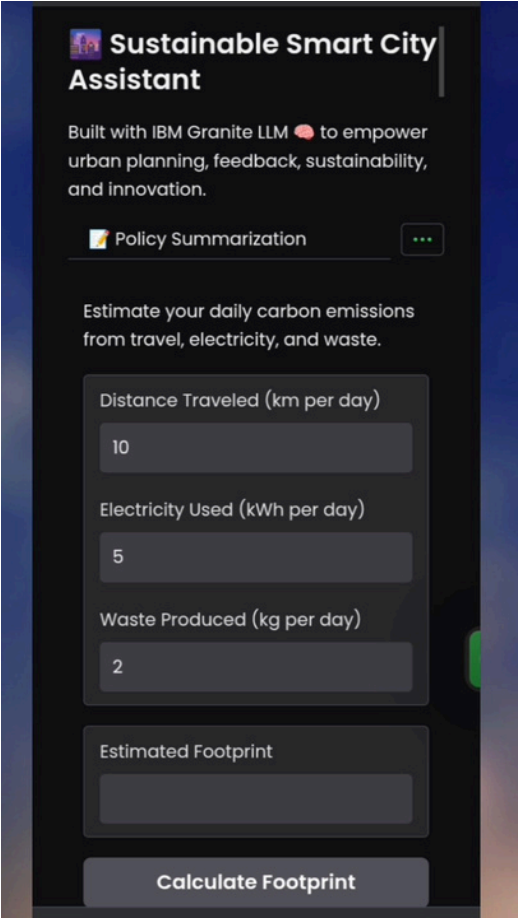 🌆 Sustainable Smart City
Assistant
Built with IBM Granite LLM 🧠 to empower
urban planning, feedback, sustainability,
and innovation.
📝 Policy Summarization
Estimate your daily carbon emissions
from travel, electricity, and waste.
Distance Traveled (km per day)
10
Electricity Used (kWh per day)
5
Waste Produced (kg per day)
2
Estimated Footprint
Calculate Footprint